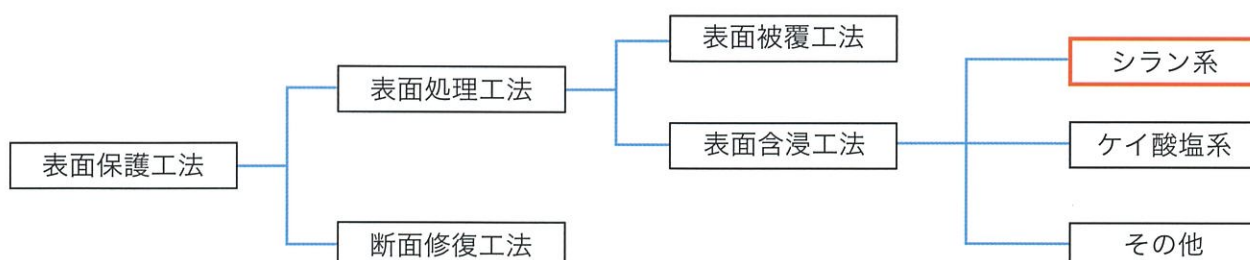 表面保護工法
表面処理工法
断面修復工法
表面被覆工法
表面含浸工法
シラン系
ケイ酸塩系
その他